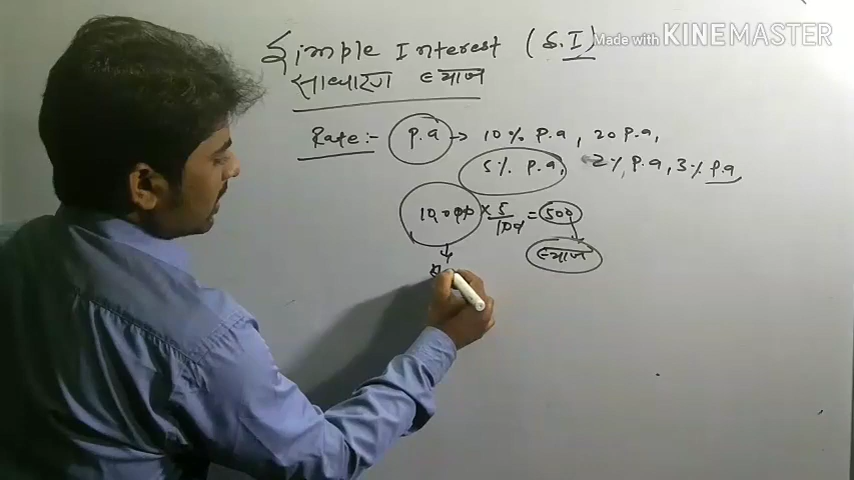 Simple Interest (S.I)
Made with KINEMASTER
साधारण ब्याज
Rate:- p.a → 10% p.a, 20 p.a,
5% p.a, 2% p.a, 3% p.a
10,000 × 5/100 = 500
ब्याज